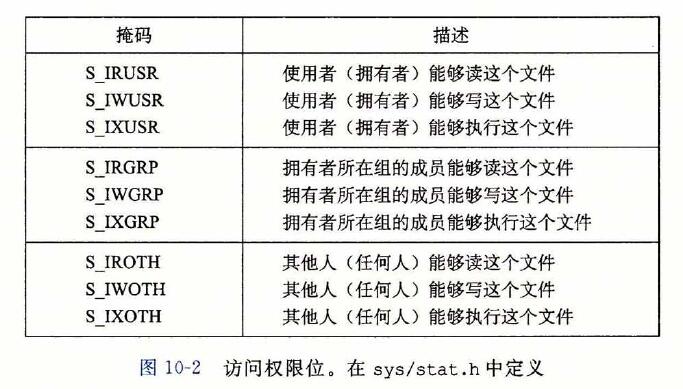 掩码 描述
S_IRUSR 使用者（拥有者）能够读这个文件
S_IWUSR 使用者（拥有者）能够写这个文件
S_IXUSR 使用者（拥有者）能够执行这个文件
S_IRGRP 拥有者所在组的成员能够读这个文件
S_IWGRP 拥有者所在组的成员能够写这个文件
S_IXGRP 拥有者所在组的成员能够执行这个文件
S_IROTH 其他人（任何人）能够读这个文件
S_IWOTH 其他人（任何人）能够写这个文件
S_IXOTH 其他人（任何人）能够执行这个文件
图 10-2 访问权限位。在 sys/stat.h 中定义